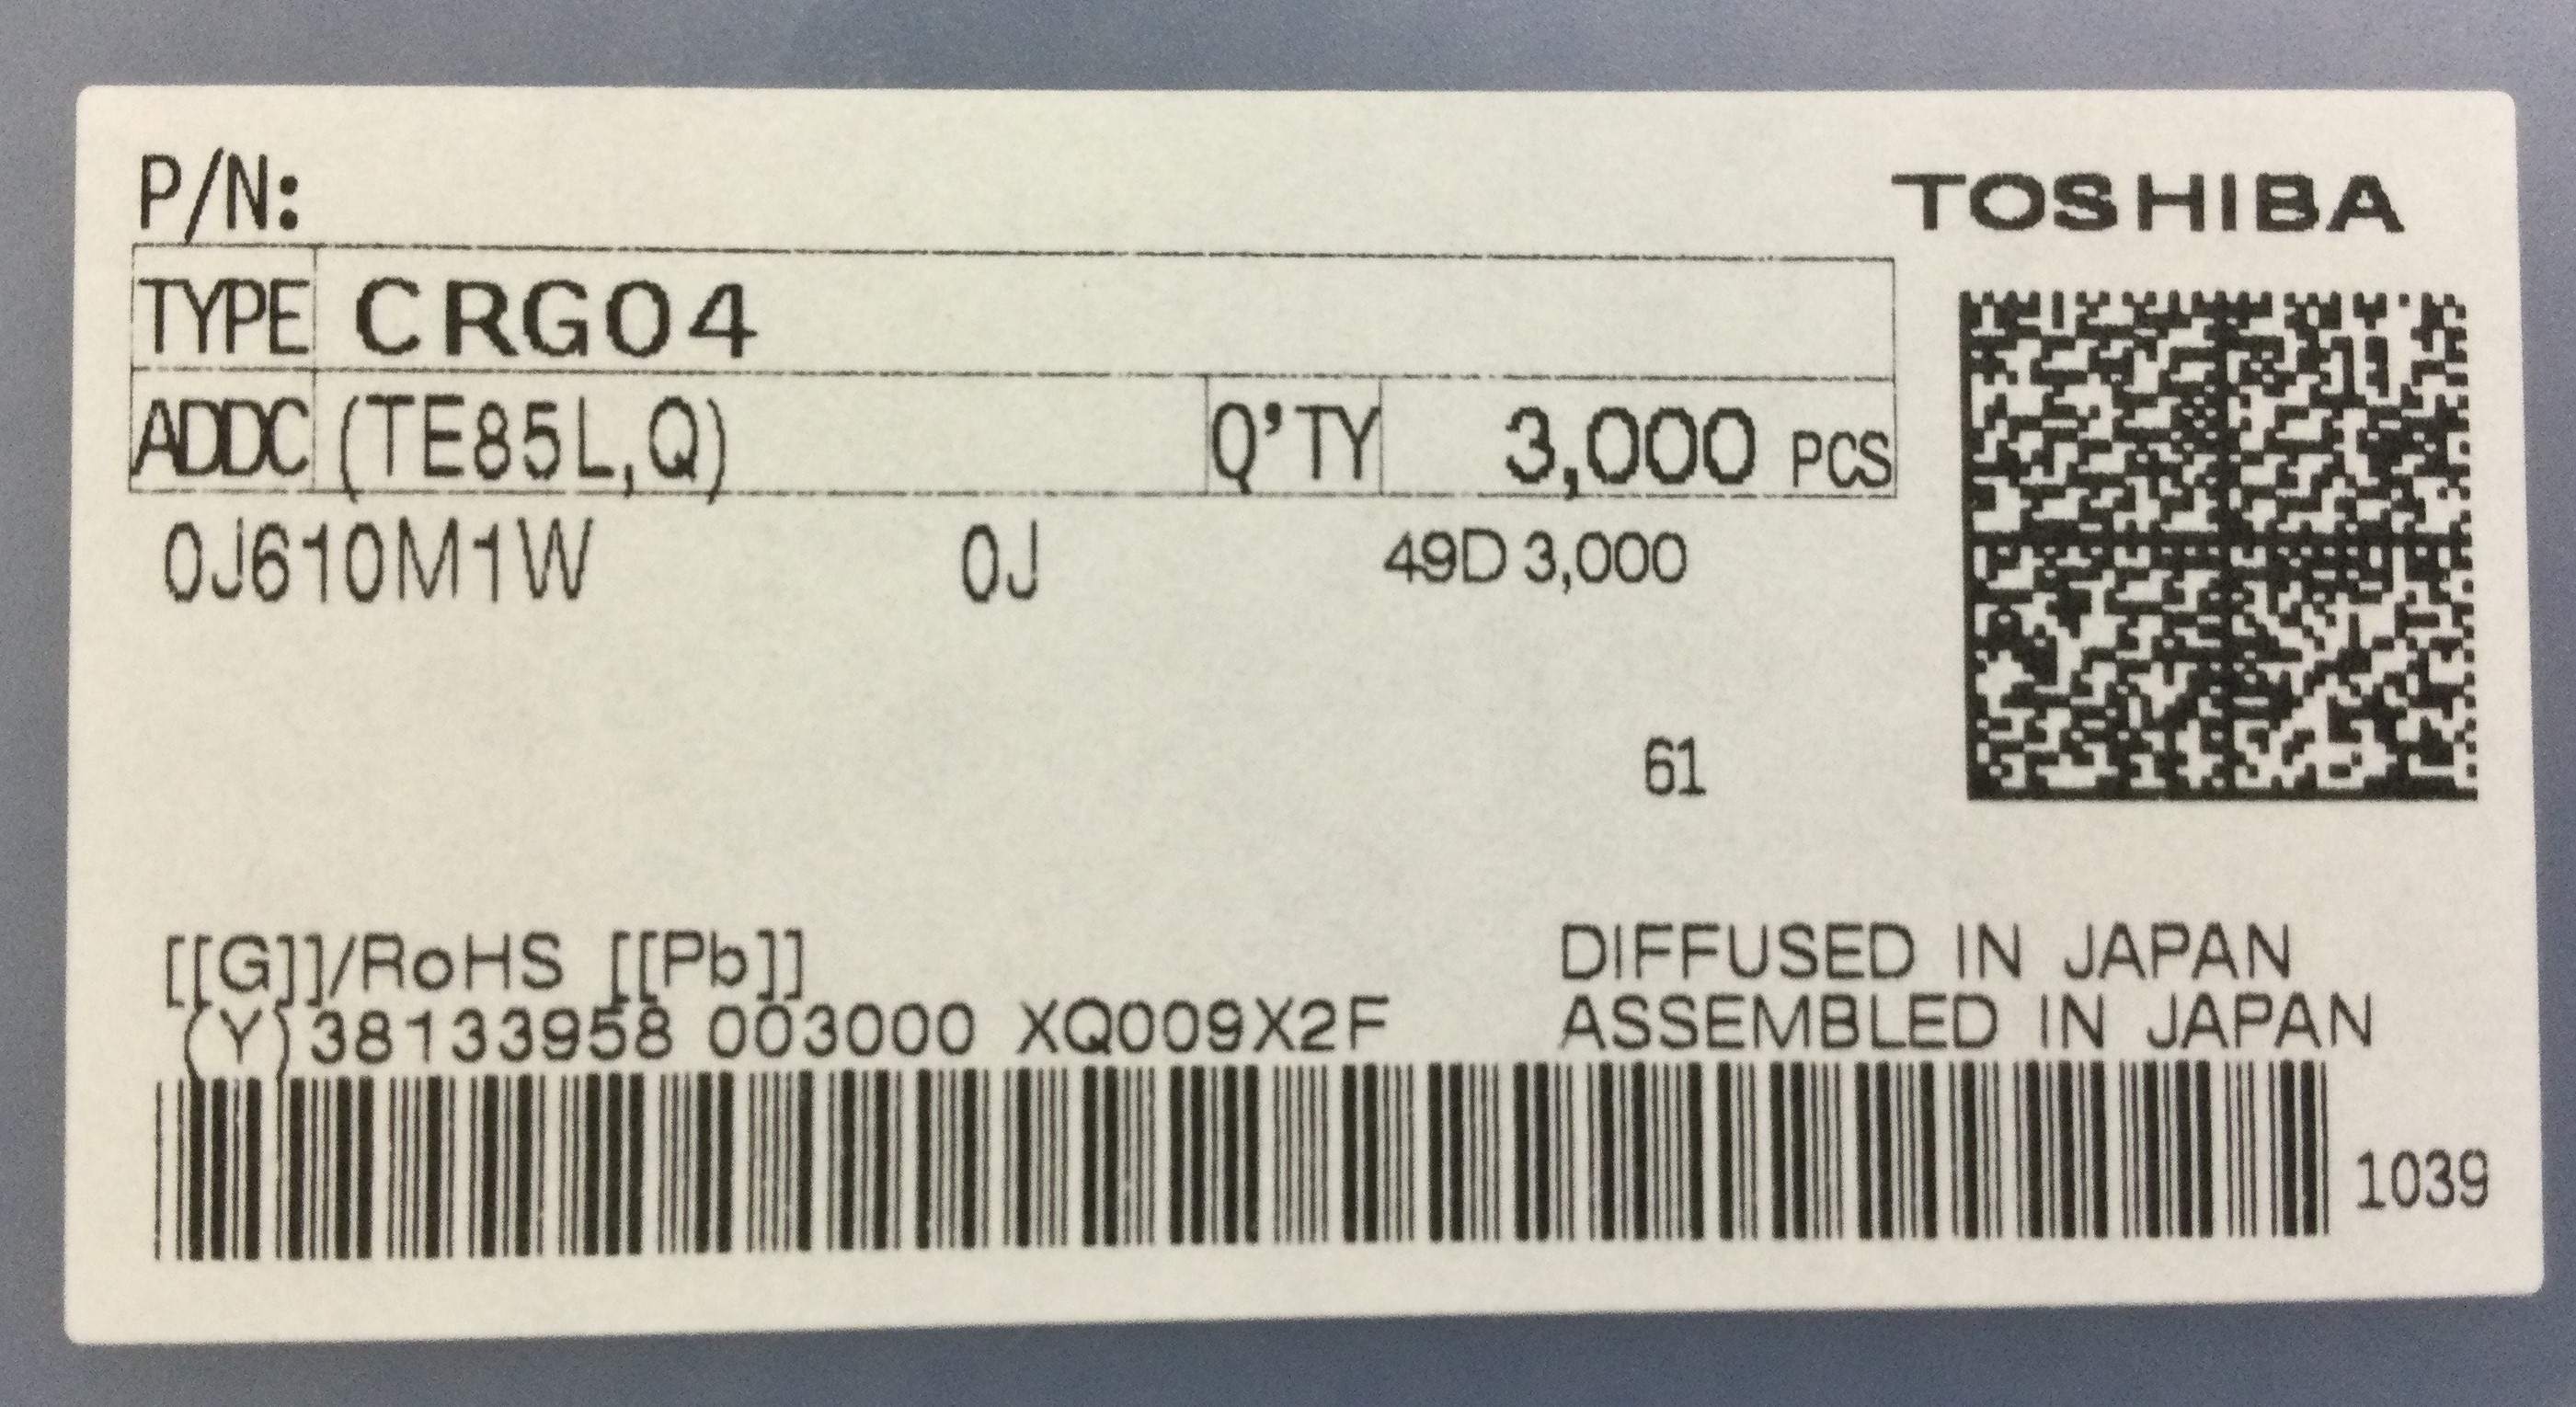 P/N:
TOSHIBA
TYPE CRG04
ADDC (TE85L,Q) Q'TY 3,000 PCS
0J610M1W 0J 49D 3,000
61
[[G]]/RoHS [[Pb]]
(Y)38133958 003000 XQ009X2F
DIFFUSED IN JAPAN
ASSEMBLED IN JAPAN
1039